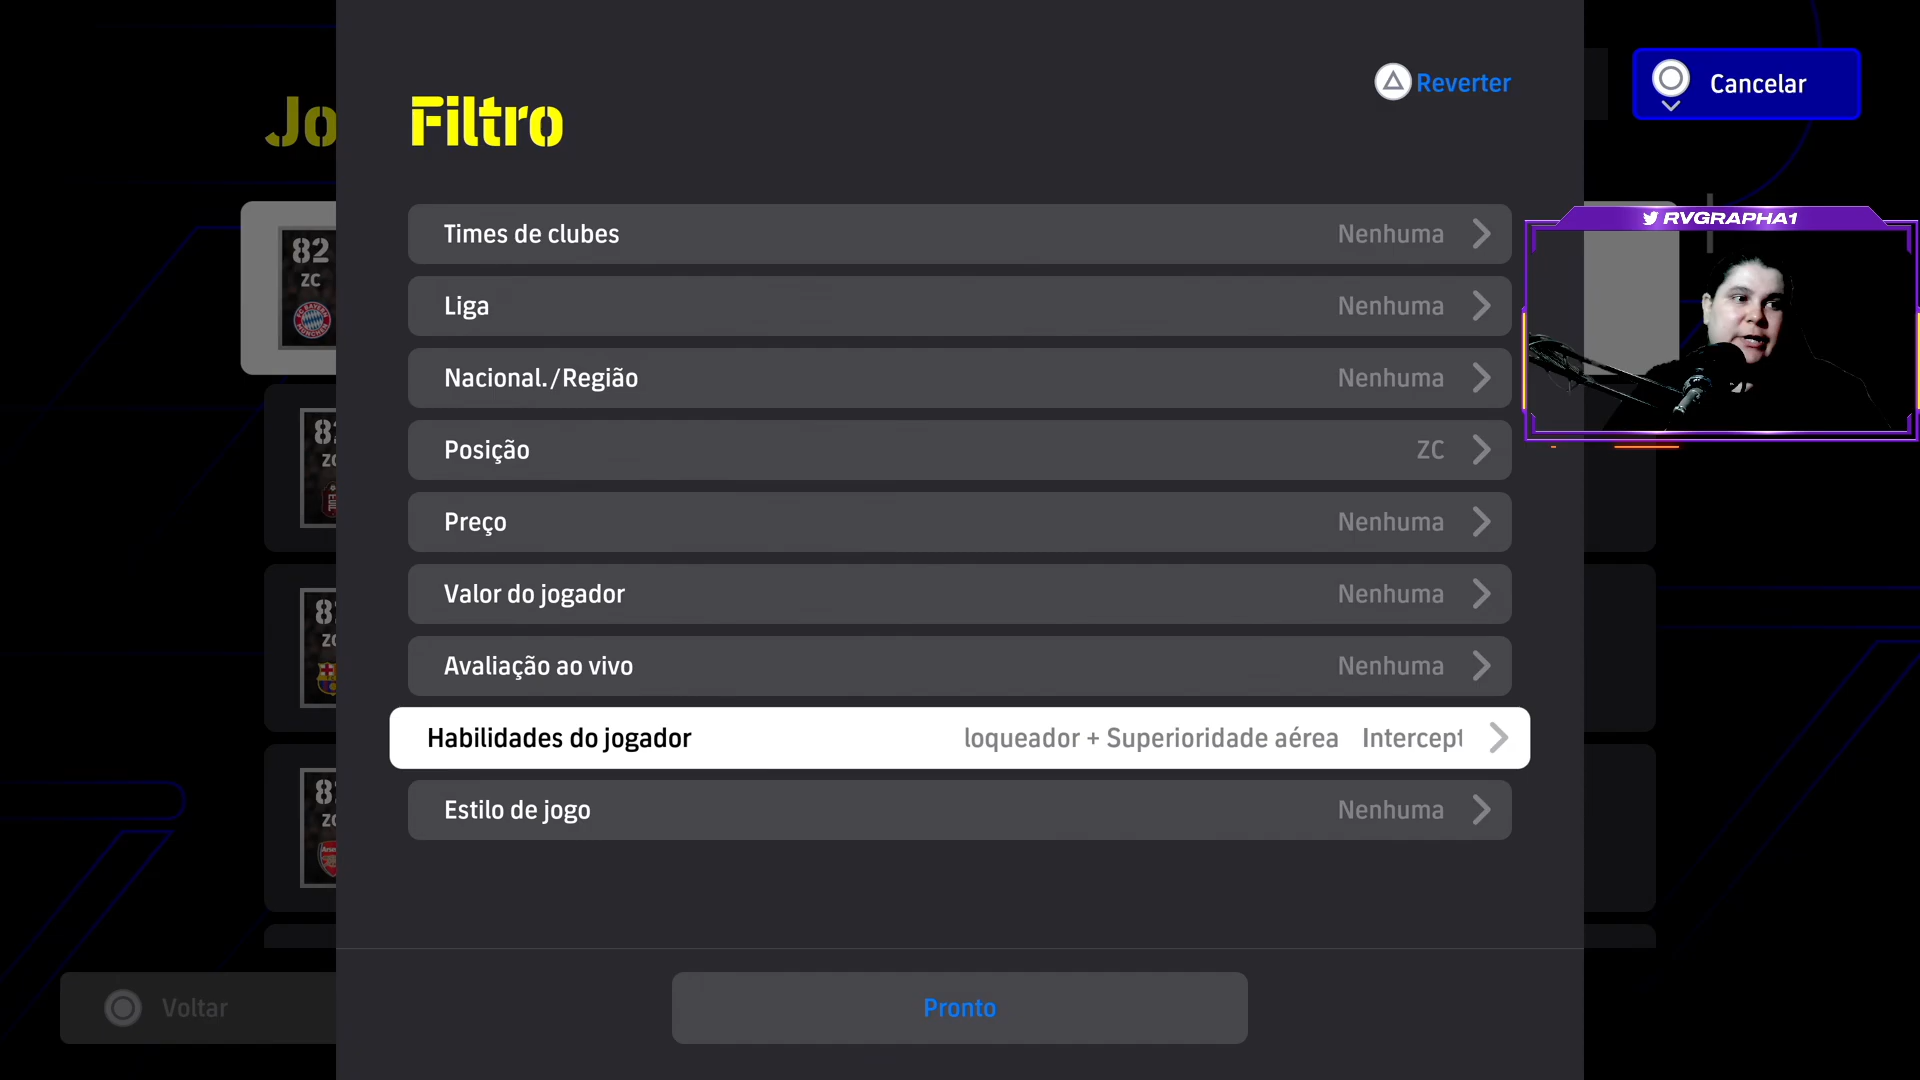 Reverter
Cancelar
Jo
Filtro
RVGRAPHA1
Times de clubes Nenhuma
Liga Nenhuma
Nacional./Região Nenhuma
Posição ZC
Preço Nenhuma
Valor do jogador Nenhuma
Avaliação ao vivo Nenhuma
Habilidades do jogador loqueador + Superioridade aérea Intercept
Estilo de jogo Nenhuma
82
ZC
Voltar
Pronto